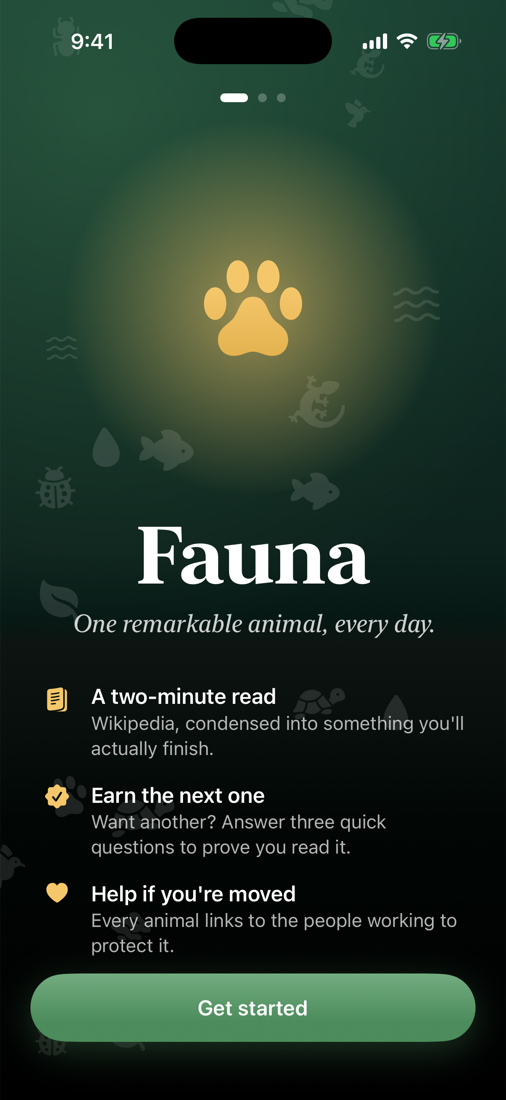 9:41
Fauna
One remarkable animal, every day.
A two-minute read
Wikipedia, condensed into something you'll
actually finish.
Earn the next one
Want another? Answer three quick
questions to prove you read it.
Help if you're moved
Every animal links to the people working to
protect it.
Get started